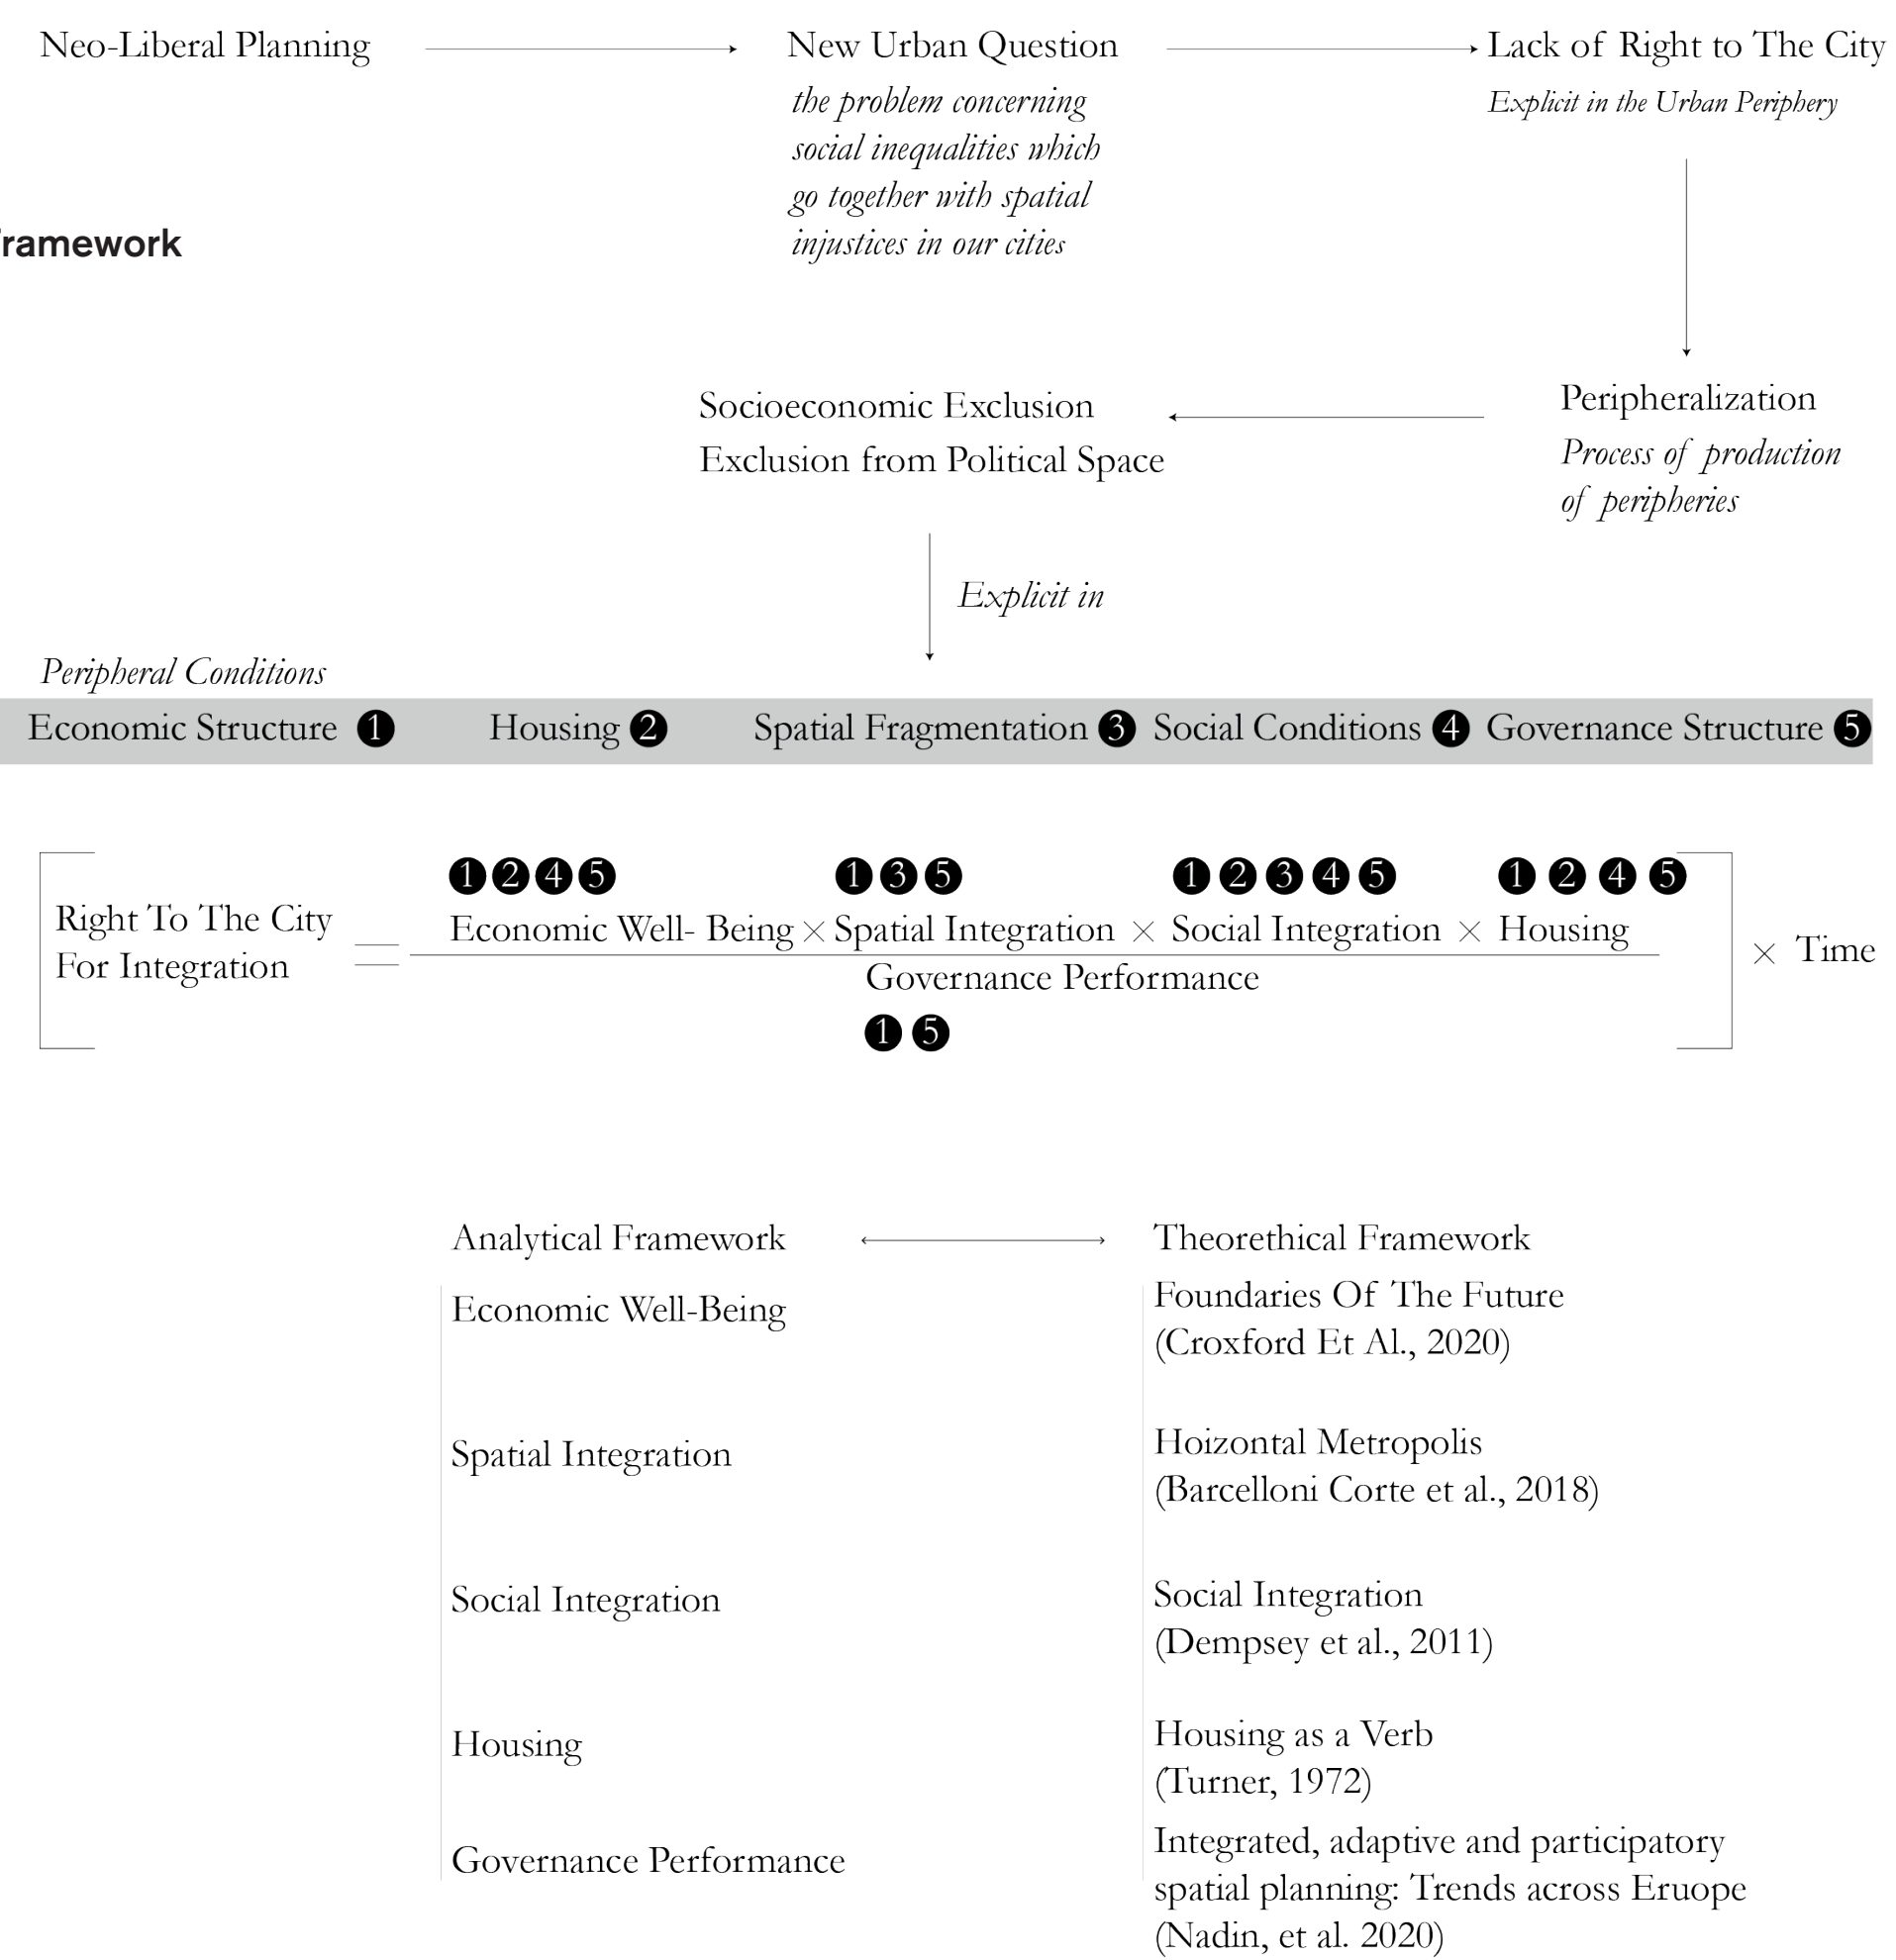 Neo-Liberal Planning
New Urban Question
the problem concerning
social inequalities which
go together with spatial
injustices in our cities
Lack of Right to The City
Explicit in the Urban Periphery
ramework
Socioeconomic Exclusion
Exclusion from Political Space
Peripheralization
Process of production
of peripheries
Explicit in
Peripheral Conditions
Economic Structure 1 Housing 2 Spatial Fragmentation 3 Social Conditions 4 Governance Structure 5
1 2 4 5 1 3 5 1 2 3 4 5 1 2 4 5
Right To The City
For Integration
=
Economic Well- Being × Spatial Integration × Social Integration × Housing
Governance Performance
1 5
× Time
Analytical Framework
Economic Well-Being
Spatial Integration
Social Integration
Housing
Governance Performance
Theorethical Framework
Foundaries Of The Future
(Croxford Et Al., 2020)
Hoizontal Metropolis
(Barcelloni Corte et al., 2018)
Social Integration
(Dempsey et al., 2011)
Housing as a Verb
(Turner, 1972)
Integrated, adaptive and participatory
spatial planning: Trends across Eruope
(Nadin, et al. 2020)